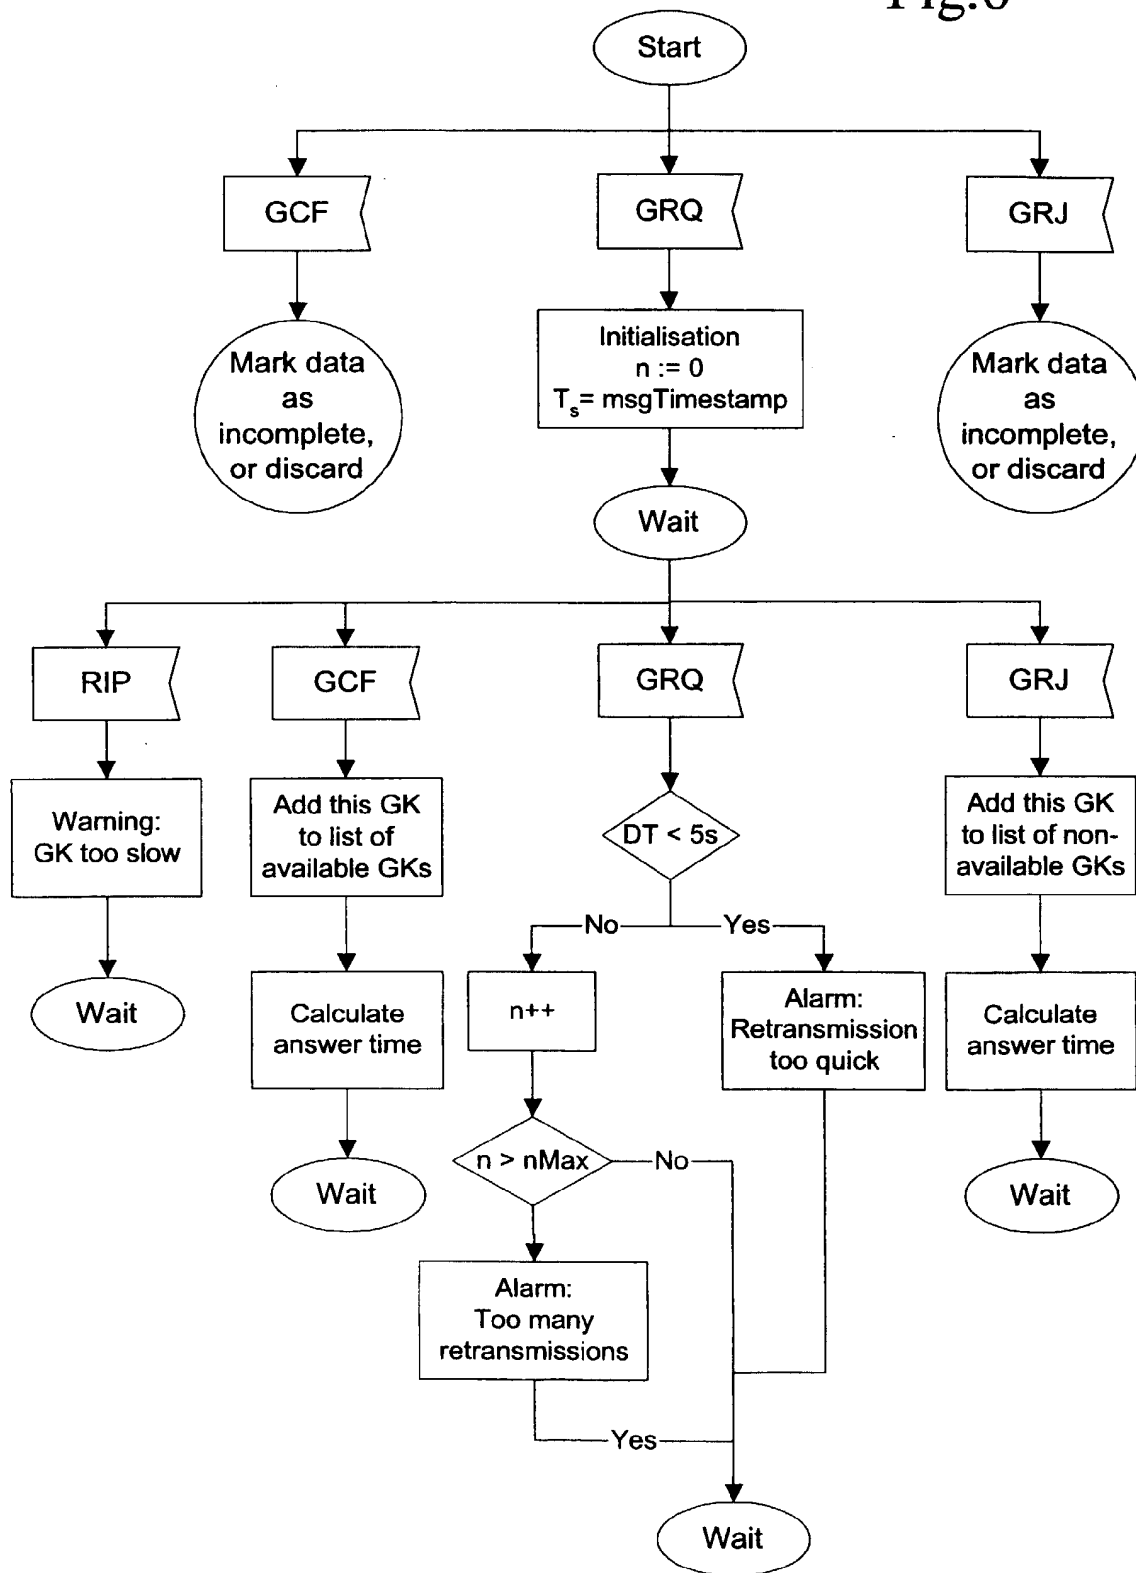 Fig.6
Start
GCF
GRQ
GRJ
Mark data
as
incomplete,
or discard
Initialisation
n := 0
Ts= msgTimestamp
Mark data
as
incomplete,
or discard
Wait
RIP
GCF
GRQ
GRJ
Warning:
GK too slow
Add this GK
to list of
available GKs
DT < 5s
Add this GK
to list of non-
available GKs
No
Yes
Wait
Calculate
answer time
n++
Alarm:
Retransmission
too quick
Calculate
answer time
n > nMax
No
Wait
Wait
Alarm:
Too many
retransmissions
Yes
Wait